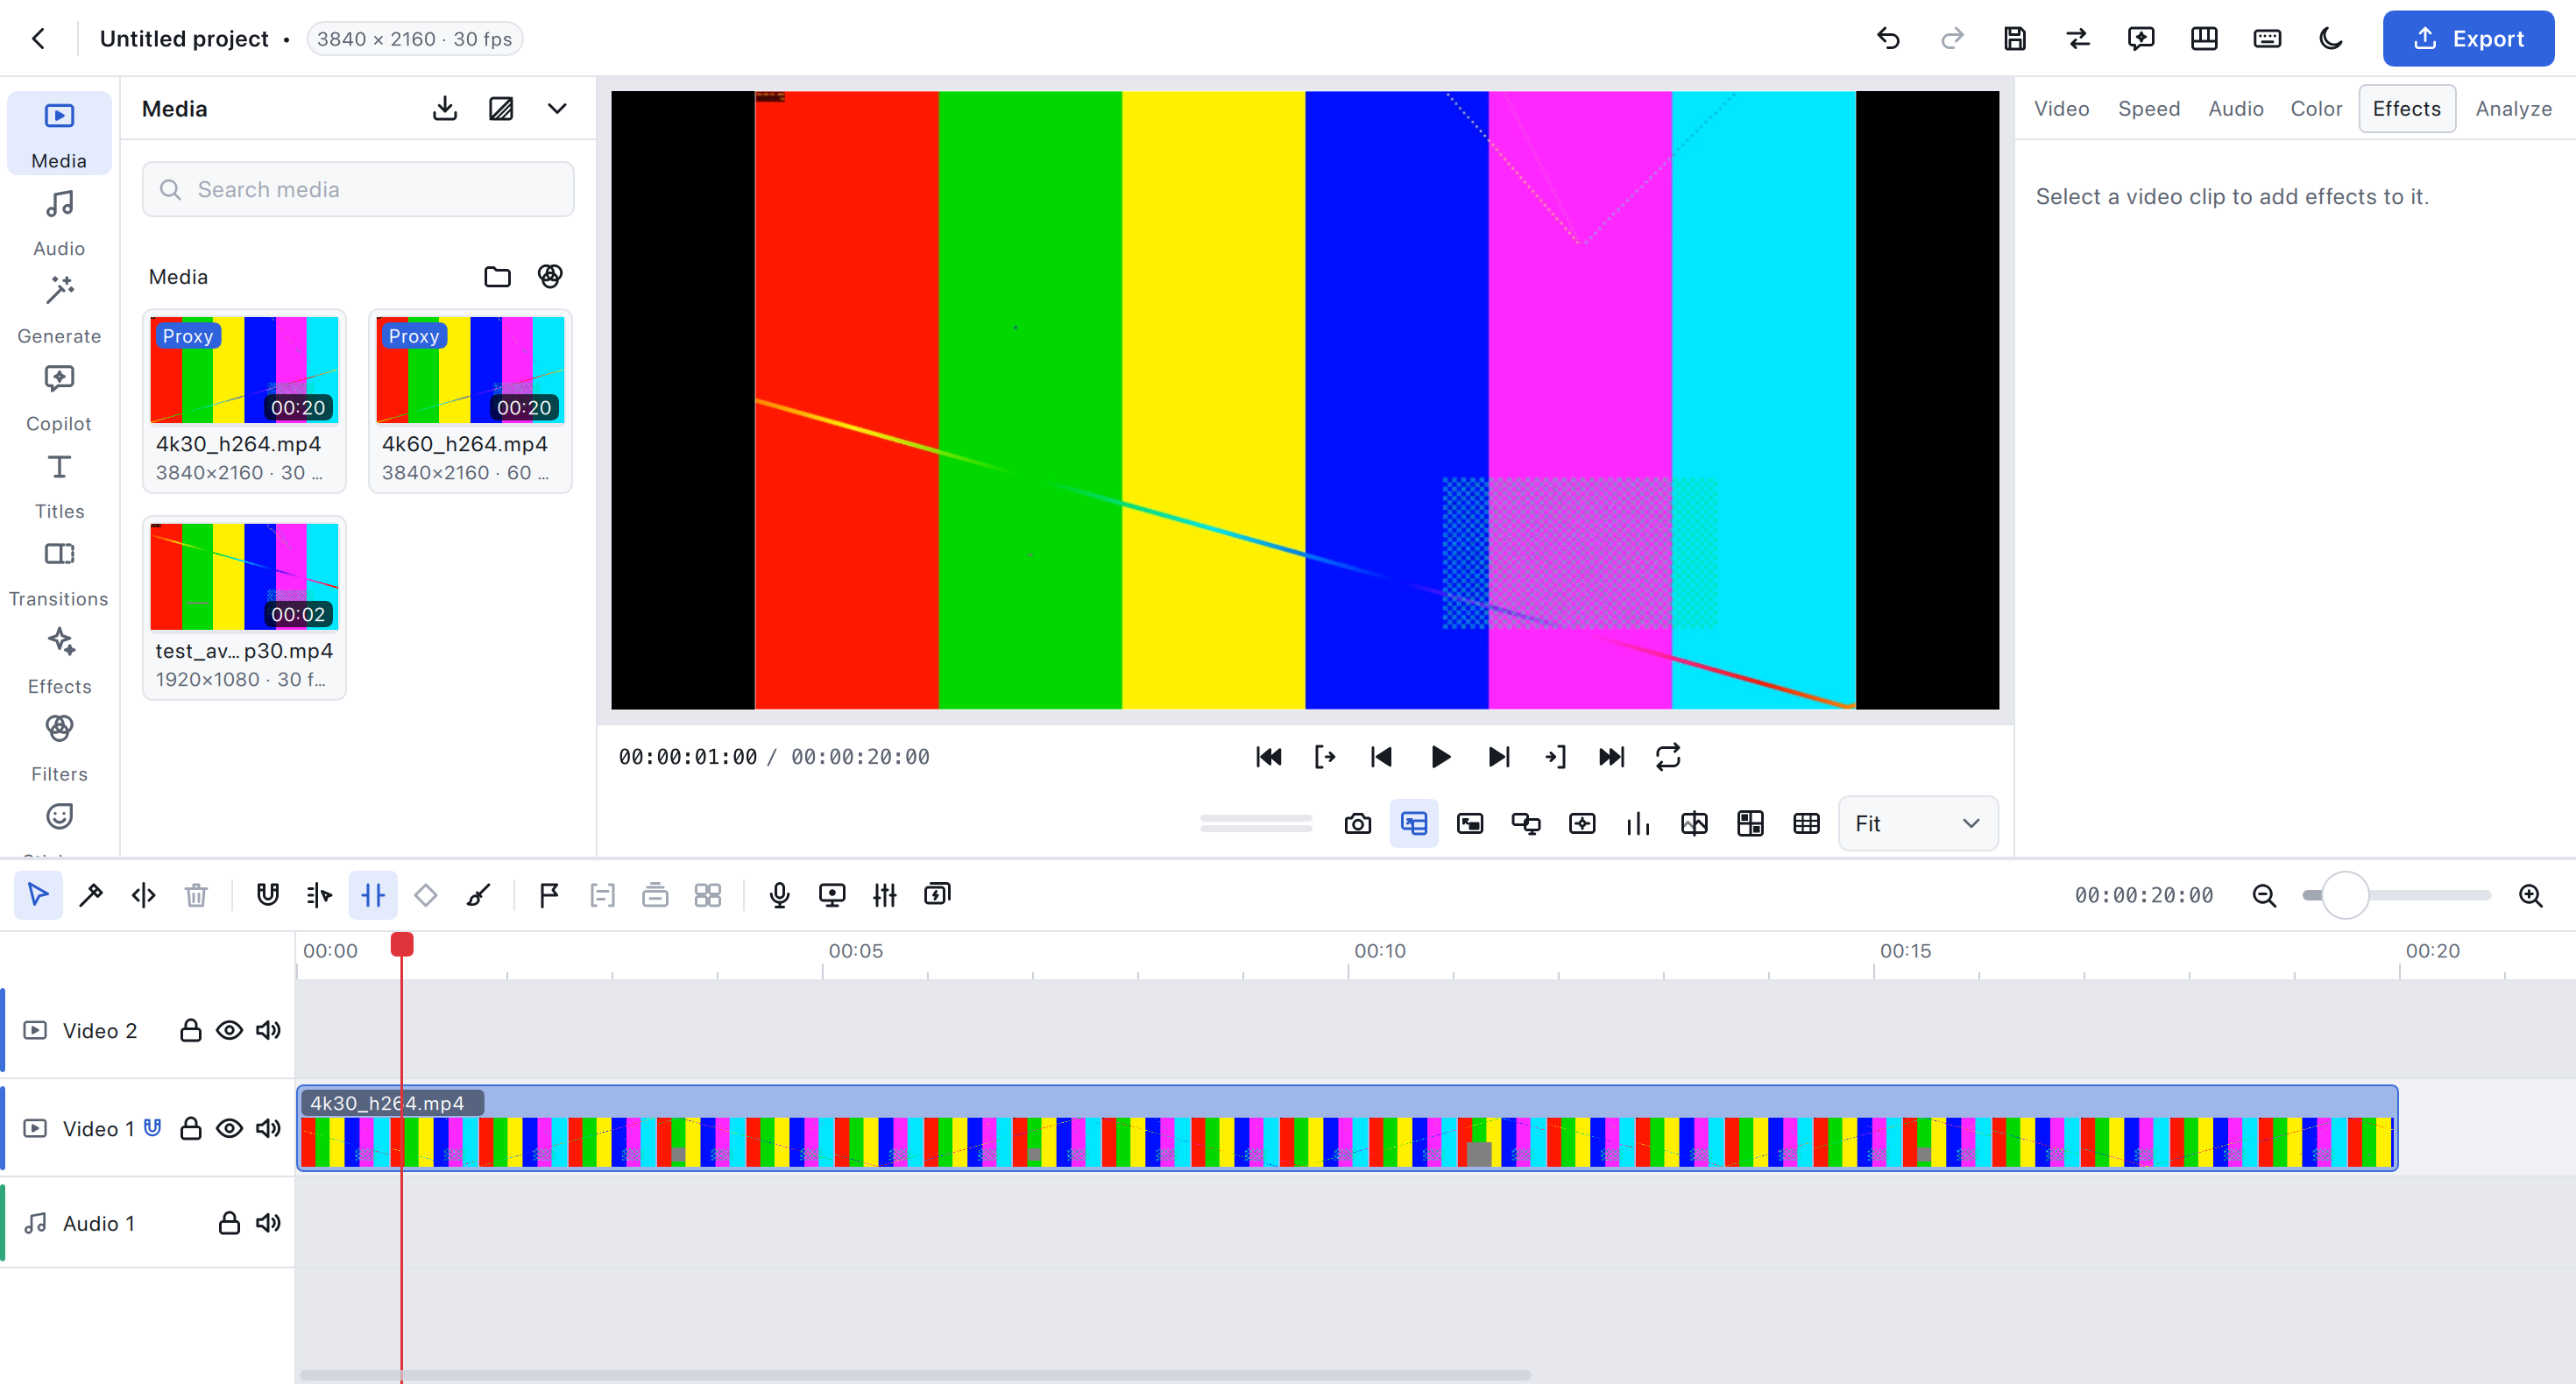 Untitled project • 3840 × 2160 · 30 fps
Export
Media
Audio
Generate
Copilot
Titles
Transitions
Effects
Filters
Media
Search media
Media
Proxy
00:20
4k30_h264.mp4
3840×2160 · 30 ...
Proxy
00:20
4k60_h264.mp4
3840×2160 · 60 ...
00:02
test_av... p30.mp4
1920×1080 · 30 f...
00:00:01:00 / 00:00:20:00
Fit
Video Speed Audio Color Effects Analyze
Select a video clip to add effects to it.
00:00:20:00
00:00 00:05 00:10 00:15 00:20
Video 2
Video 1
4k30_h264.mp4
Audio 1